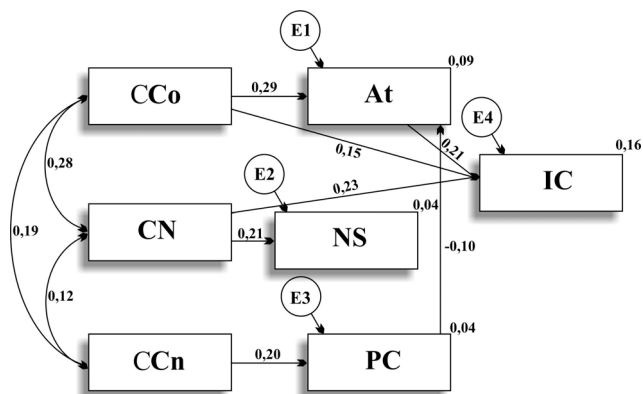 E1
0,09
CCo
0,29
At
E4
0,16
0,28
0,15
0,21
IC
E2
0,23
0,19
CN
0,21
NS
0,04
-0,10
0,12
E3
0,04
CCn
0,20
PC